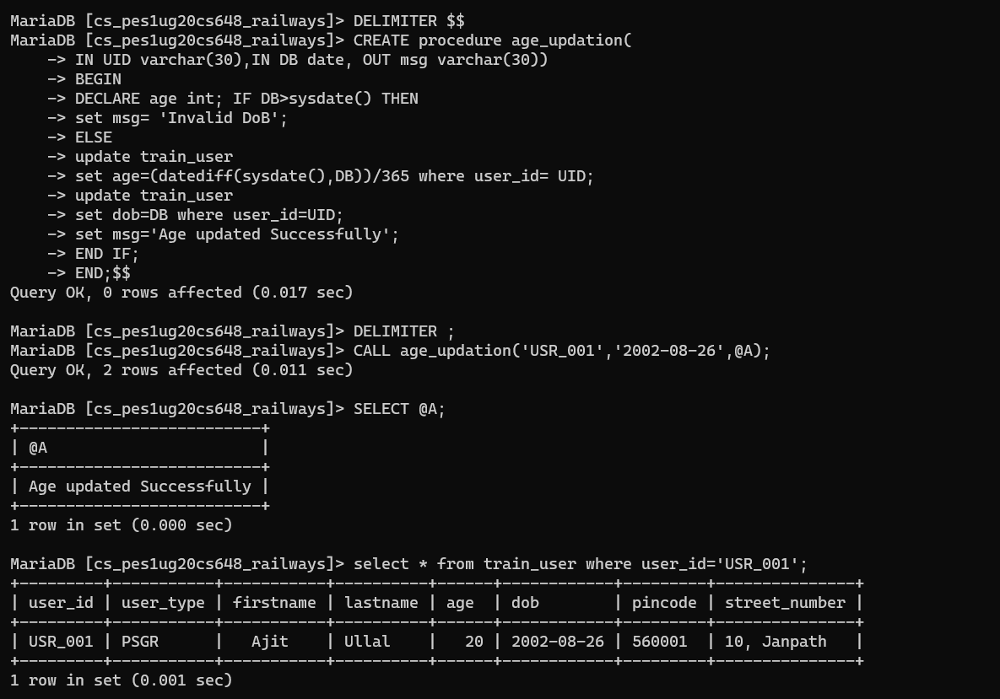 MariaDB [cs_pes1ug20cs648_railways]> DELIMITER $$
MariaDB [cs_pes1ug20cs648_railways]> CREATE procedure age_updation(
    -> IN UID varchar(30),IN DB date, OUT msg varchar(30))
    -> BEGIN
    -> DECLARE age int; IF DB>sysdate() THEN
    -> set msg= 'Invalid DoB';
    -> ELSE
    -> update train_user
    -> set age=(datediff(sysdate(),DB))/365 where user_id= UID;
    -> update train_user
    -> set dob=DB where user_id=UID;
    -> set msg='Age updated Successfully';
    -> END IF;
    -> END;$$
Query OK, 0 rows affected (0.017 sec)

MariaDB [cs_pes1ug20cs648_railways]> DELIMITER ;
MariaDB [cs_pes1ug20cs648_railways]> CALL age_updation('USR_001','2002-08-26',@A);
Query OK, 2 rows affected (0.011 sec)

MariaDB [cs_pes1ug20cs648_railways]> SELECT @A;
+--------------------------+
| @A                       |
+--------------------------+
| Age updated Successfully |
+--------------------------+
1 row in set (0.000 sec)

MariaDB [cs_pes1ug20cs648_railways]> select * from train_user where user_id='USR_001';
+---------+-----------+-----------+----------+------+------------+---------+---------------+
| user_id | user_type | firstname | lastname | age  | dob        | pincode | street_number |
+---------+-----------+-----------+----------+------+------------+---------+---------------+
| USR_001 | PSGR      |   Ajit    | Ullal    |   20 | 2002-08-26 | 560001  | 10, Janpath   |
+---------+-----------+-----------+----------+------+------------+---------+---------------+
1 row in set (0.001 sec)